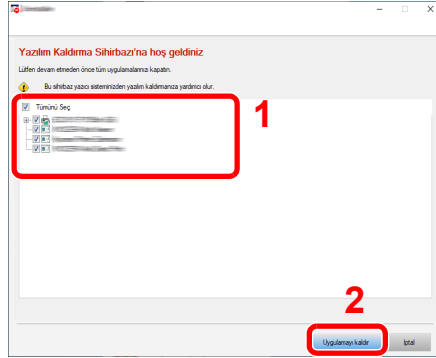 Yazılım Kaldırma Sihirbazı'na hoş geldiniz
Lütfen devam etmeden önce tüm uygulamalarınızı kapatın.
Bu sihirbaz yazıcı sisteminizden yazılım kaldırmanıza yardımcı olur.
Tümünü Seç
1
2
Uygulamayı kaldır
İptal